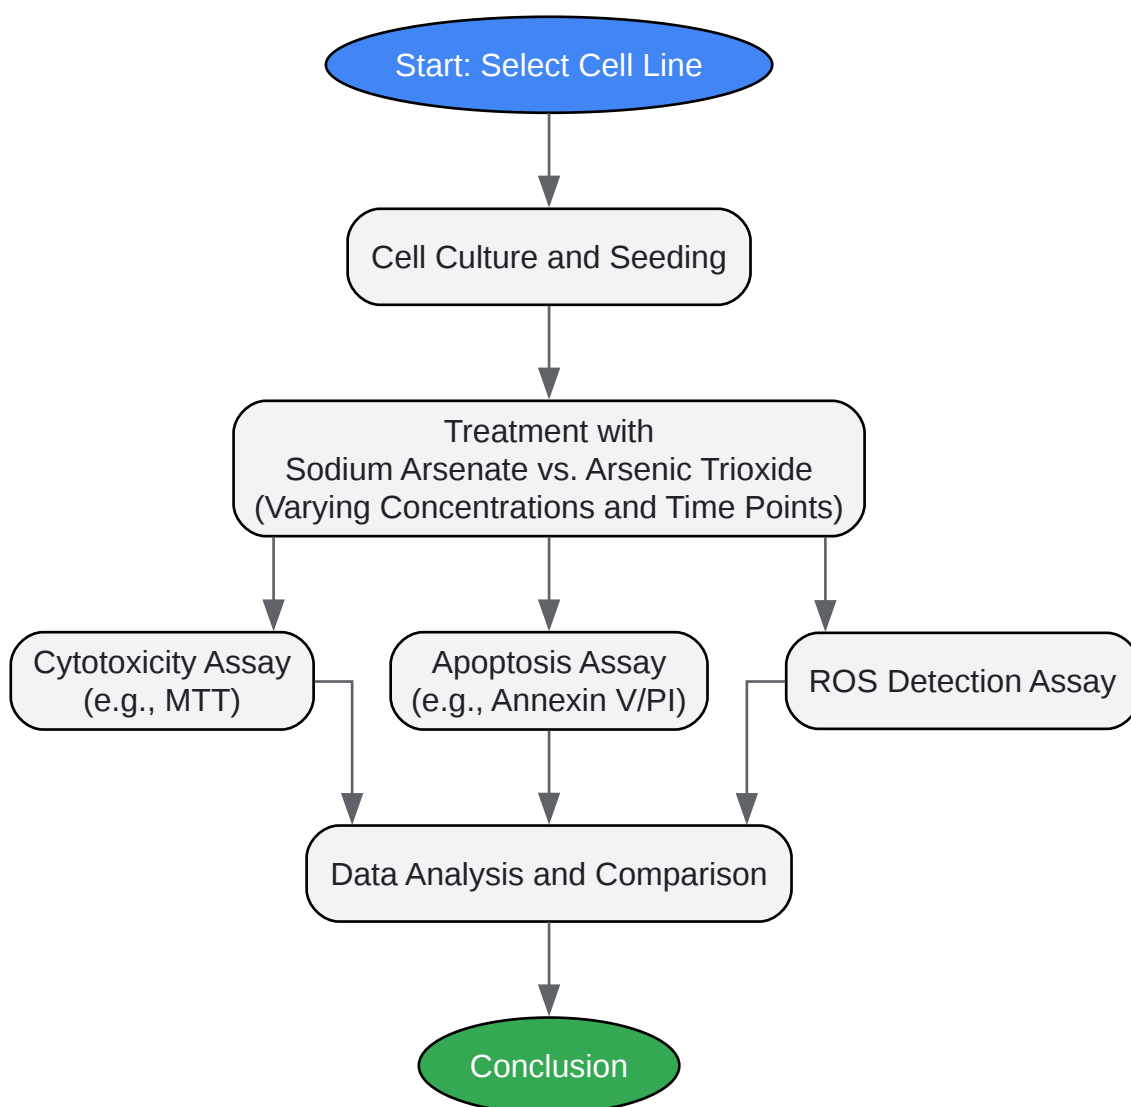 Start: Select Cell Line
Cell Culture and Seeding
Treatment with
Sodium Arsenate vs. Arsenic Trioxide
(Varying Concentrations and Time Points)
Cytotoxicity Assay
(e.g., MTT)
Apoptosis Assay
(e.g., Annexin V/PI)
ROS Detection Assay
Data Analysis and Comparison
Conclusion